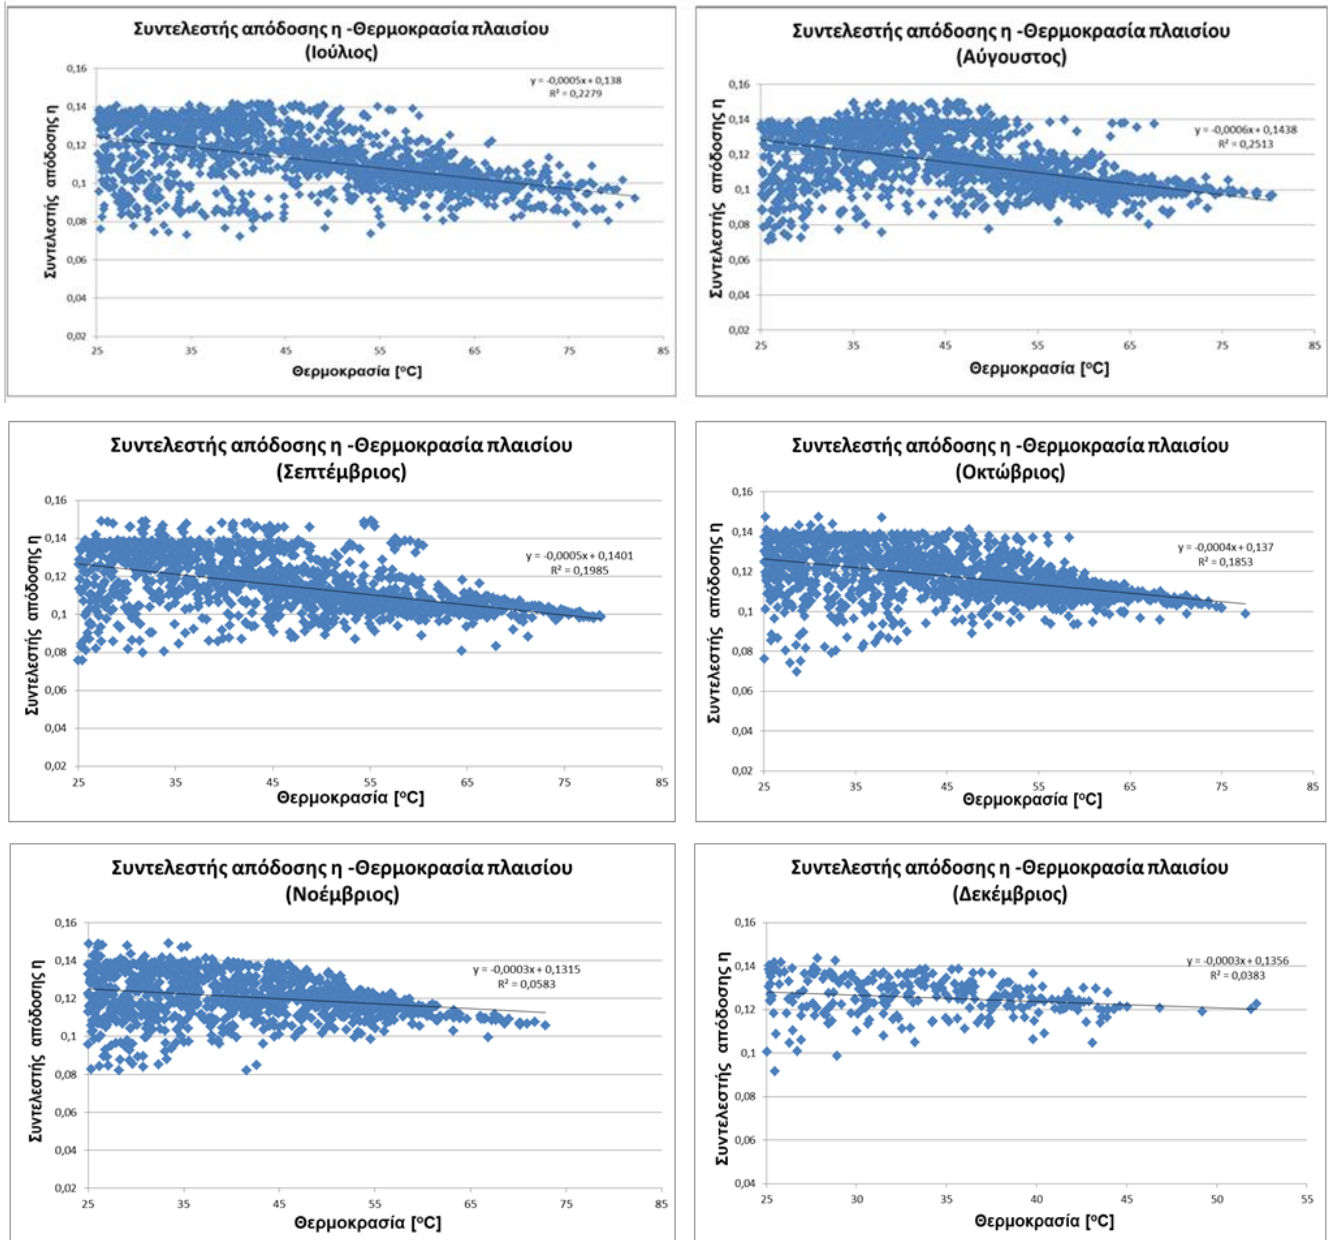 Συντελεστής απόδοσης η -Θερμοκρασία πλαισίου
(Ιούλιος)
Συντελεστής απόδοσης η
0,16
0,14
0,12
0,1
0,08
0,06
0,04
0,02
y = -0,0005x + 0,138
R² = 0,2279
25 35 45 55 65 75 85
Θερμοκρασία [°C]
Συντελεστής απόδοσης η -Θερμοκρασία πλαισίου
(Αύγουστος)
Συντελεστής απόδοσης η
0,16
0,14
0,12
0,1
0,08
0,06
0,04
0,02
y = -0,0006x + 0,1438
R² = 0,2513
25 35 45 55 65 75 85
Θερμοκρασία [°C]
Συντελεστής απόδοσης η -Θερμοκρασία πλαισίου
(Σεπτέμβριος)
Συντελεστής απόδοσης η
0,16
0,14
0,12
0,1
0,08
0,06
0,04
0,02
y = -0,0005x + 0,1401
R² = 0,1985
25 35 45 55 65 75 85
Θερμοκρασία [°C]
Συντελεστής απόδοσης η -Θερμοκρασία πλαισίου
(Οκτώβριος)
Συντελεστής απόδοσης η
0,16
0,14
0,12
0,1
0,08
0,06
0,04
0,02
y = -0,0004x + 0,137
R² = 0,1853
25 35 45 55 65 75 85
Θερμοκρασία [°C]
Συντελεστής απόδοσης η -Θερμοκρασία πλαισίου
(Νοέμβριος)
Συντελεστής απόδοσης η
0,16
0,14
0,12
0,1
0,08
0,06
0,04
0,02
y = -0,0003x + 0,1315
R² = 0,0583
25 35 45 55 65 75 85
Θερμοκρασία [°C]
Συντελεστής απόδοσης η -Θερμοκρασία πλαισίου
(Δεκέμβριος)
Συντελεστής απόδοσης η
0,16
0,14
0,12
0,1
0,08
0,06
0,04
y = -0,0003x + 0,1356
R² = 0,0383
25 30 35 40 45 50 55
Θερμοκρασία [°C]